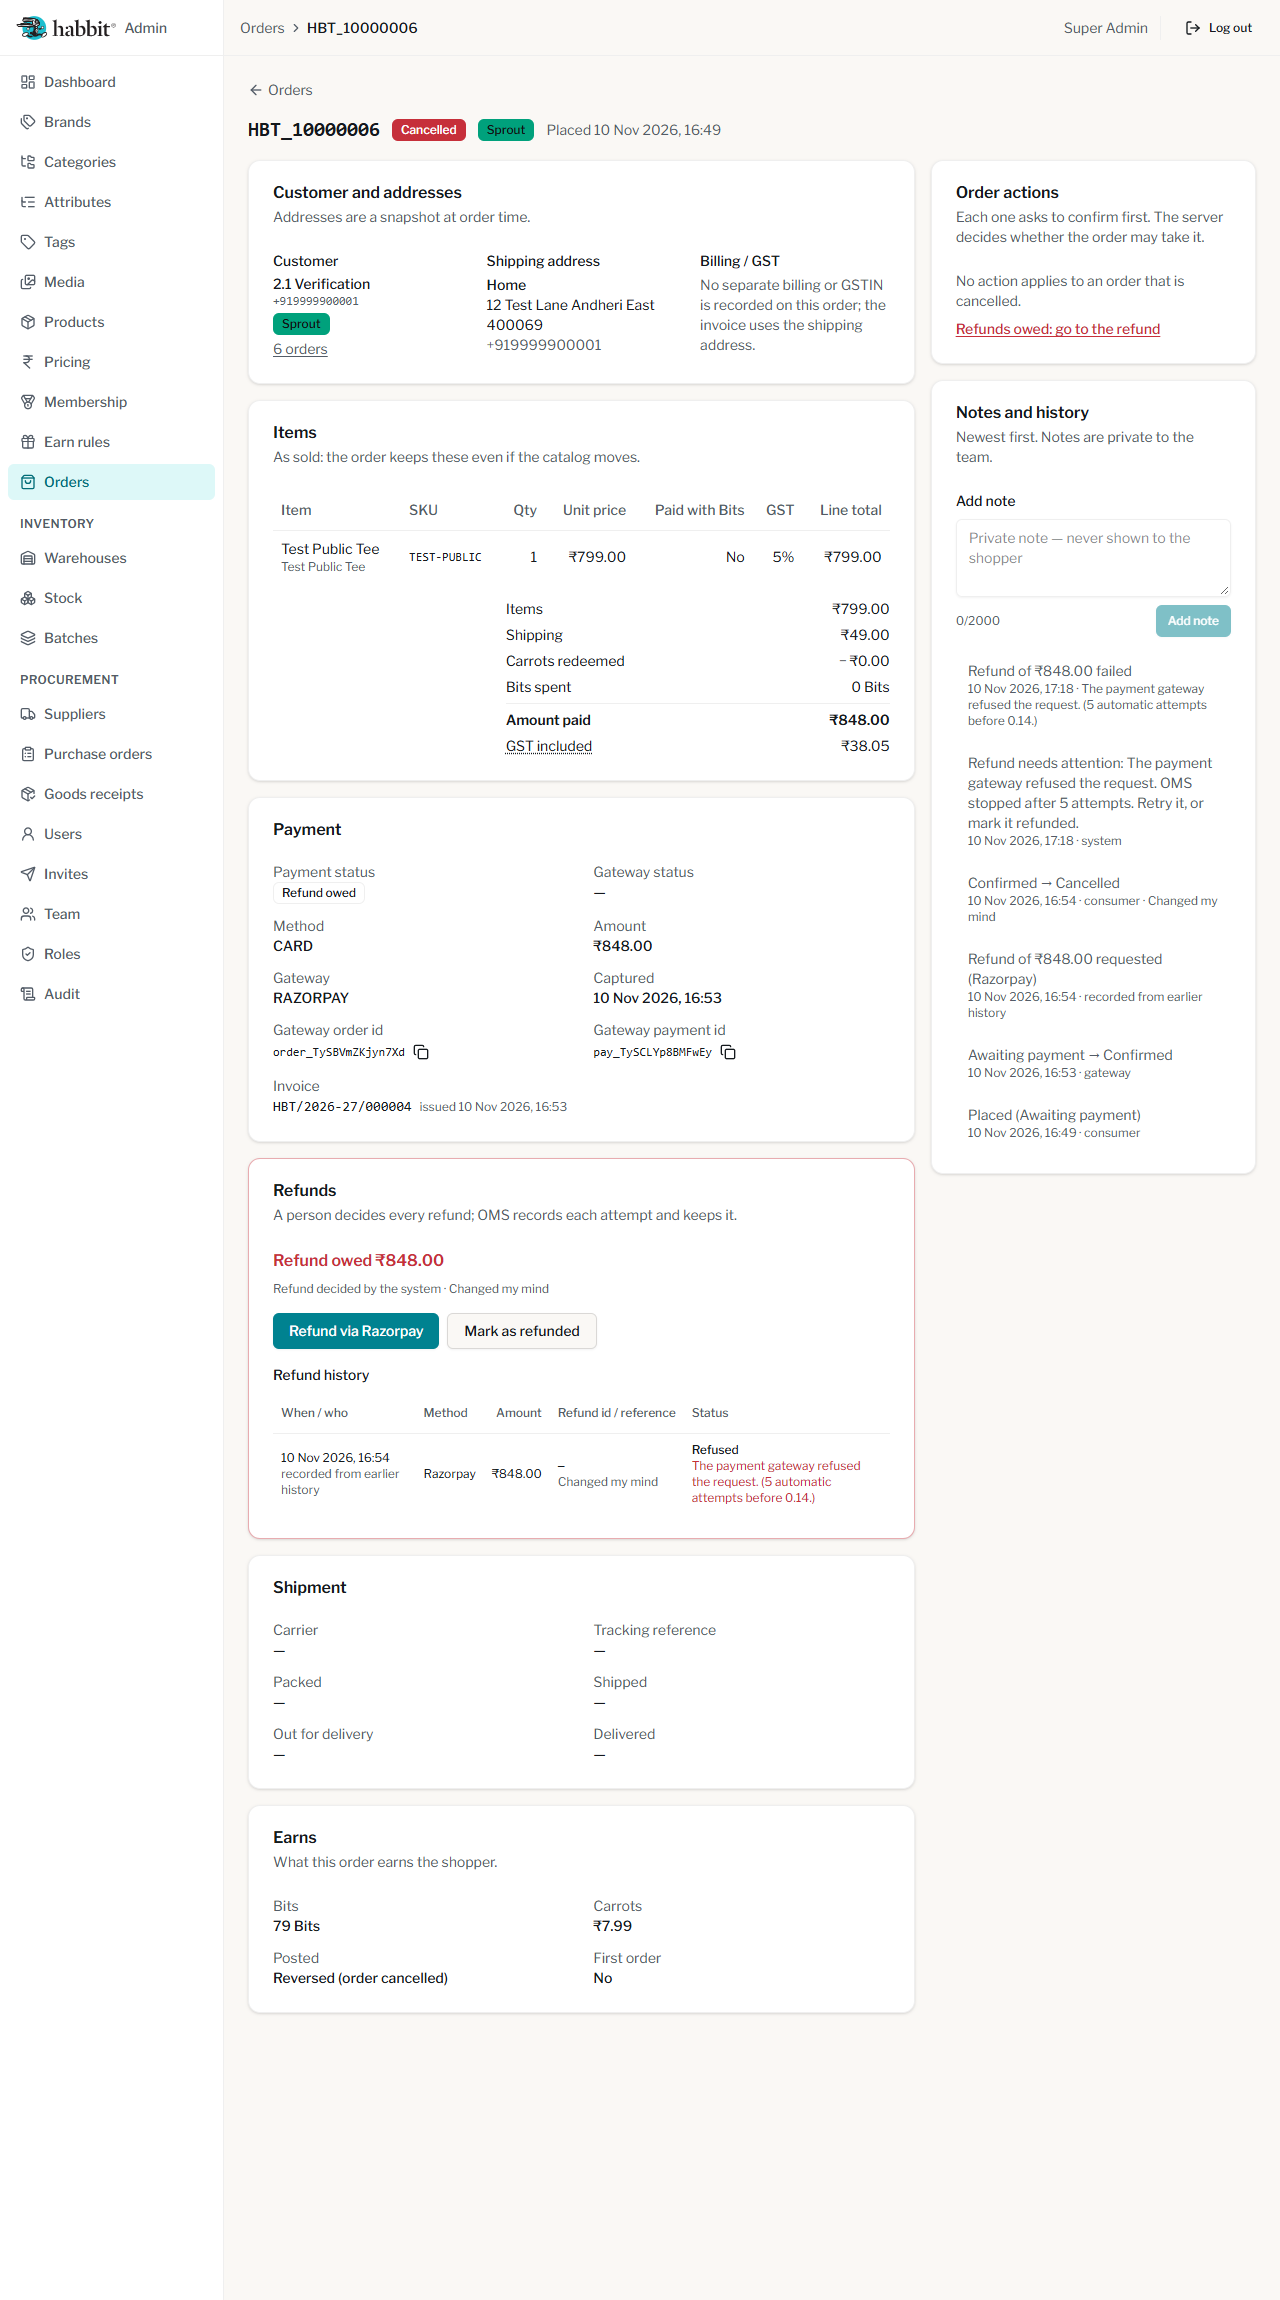 habbit® Admin
Orders > HBT_10000006
Super Admin
Log out
Dashboard
Brands
Categories
Attributes
Tags
Media
Products
Pricing
Membership
Earn rules
Orders
INVENTORY
Warehouses
Stock
Batches
PROCUREMENT
Suppliers
Purchase orders
Goods receipts
Users
Invites
Team
Roles
Audit
← Orders
HBT_10000006 Cancelled Sprout Placed 10 Nov 2026, 16:49
Customer and addresses
Addresses are a snapshot at order time.
Customer
2.1 Verification
+919999900001
Sprout
6 orders
Shipping address
Home
12 Test Lane Andheri East
400069
+919999900001
Billing / GST
No separate billing or GSTIN
is recorded on this order; the
invoice uses the shipping
address.
Items
As sold: the order keeps these even if the catalog moves.
Item SKU Qty Unit price Paid with Bits GST Line total
Test Public Tee TEST-PUBLIC 1 ₹799.00 No 5% ₹799.00
Test Public Tee
Items ₹799.00
Shipping ₹49.00
Carrots redeemed −₹0.00
Bits spent 0 Bits
Amount paid ₹848.00
GST included ₹38.05
Payment
Payment status
Refund owed
Gateway status
—
Method
CARD
Amount
₹848.00
Gateway
RAZORPAY
Captured
10 Nov 2026, 16:53
Gateway order id
order_TySBVmZKjyn7Xd
Gateway payment id
pay_TySCLYp8BMFwEy
Invoice
HBT/2026-27/000004 issued 10 Nov 2026, 16:53
Refunds
A person decides every refund; OMS records each attempt and keeps it.
Refund owed ₹848.00
Refund decided by the system · Changed my mind
Refund via Razorpay
Mark as refunded
Refund history
When / who Method Amount Refund id / reference Status
10 Nov 2026, 16:54
recorded from earlier
history
Razorpay
₹848.00
—
Changed my mind
Refused
The payment gateway refused
the request. (5 automatic
attempts before 0.14.)
Shipment
Carrier
—
Tracking reference
—
Packed
—
Shipped
—
Out for delivery
—
Delivered
—
Earns
What this order earns the shopper.
Bits
79 Bits
Carrots
₹7.99
Posted
Reversed (order cancelled)
First order
No
Order actions
Each one asks to confirm first. The server
decides whether the order may take it.
No action applies to an order that is
cancelled.
Refunds owed: go to the refund
Notes and history
Newest first. Notes are private to the
team.
Add note
Private note — never shown to the
shopper
0/2000
Add note
Refund of ₹848.00 failed
10 Nov 2026, 17:18 · The payment gateway
refused the request. (5 automatic attempts
before 0.14.)
Refund needs attention: The payment
gateway refused the request. OMS
stopped after 5 attempts. Retry it, or
mark it refunded.
10 Nov 2026, 17:18 · system
Confirmed → Cancelled
10 Nov 2026, 16:54 · consumer · Changed my
mind
Refund of ₹848.00 requested
(Razorpay)
10 Nov 2026, 16:54 · recorded from earlier
history
Awaiting payment → Confirmed
10 Nov 2026, 16:53 · gateway
Placed (Awaiting payment)
10 Nov 2026, 16:49 · consumer